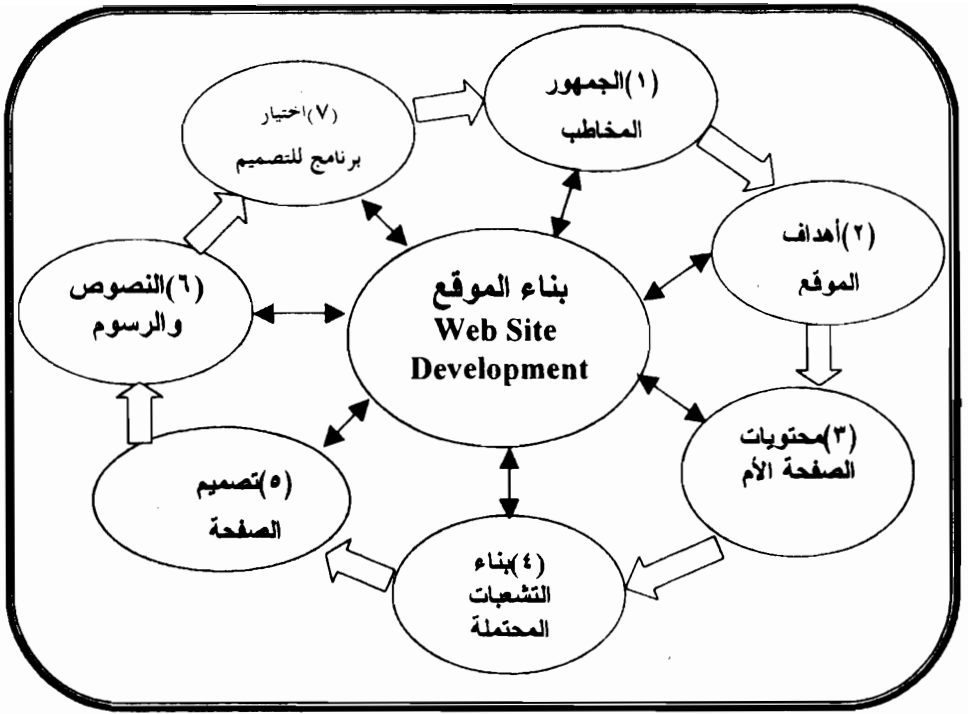 (١)الجمهور
المخاطب
(٢)أهداف
الموقع
(٣)محتويات
الصفحة الأم
(٤)بناء
التشعبات
المحتملة
(٥)تصميم
الصفحة
(٦)النصوص
والرسوم
(٧)اختيار
برنامج للتصميم
بناء الموقع
Web Site
Development